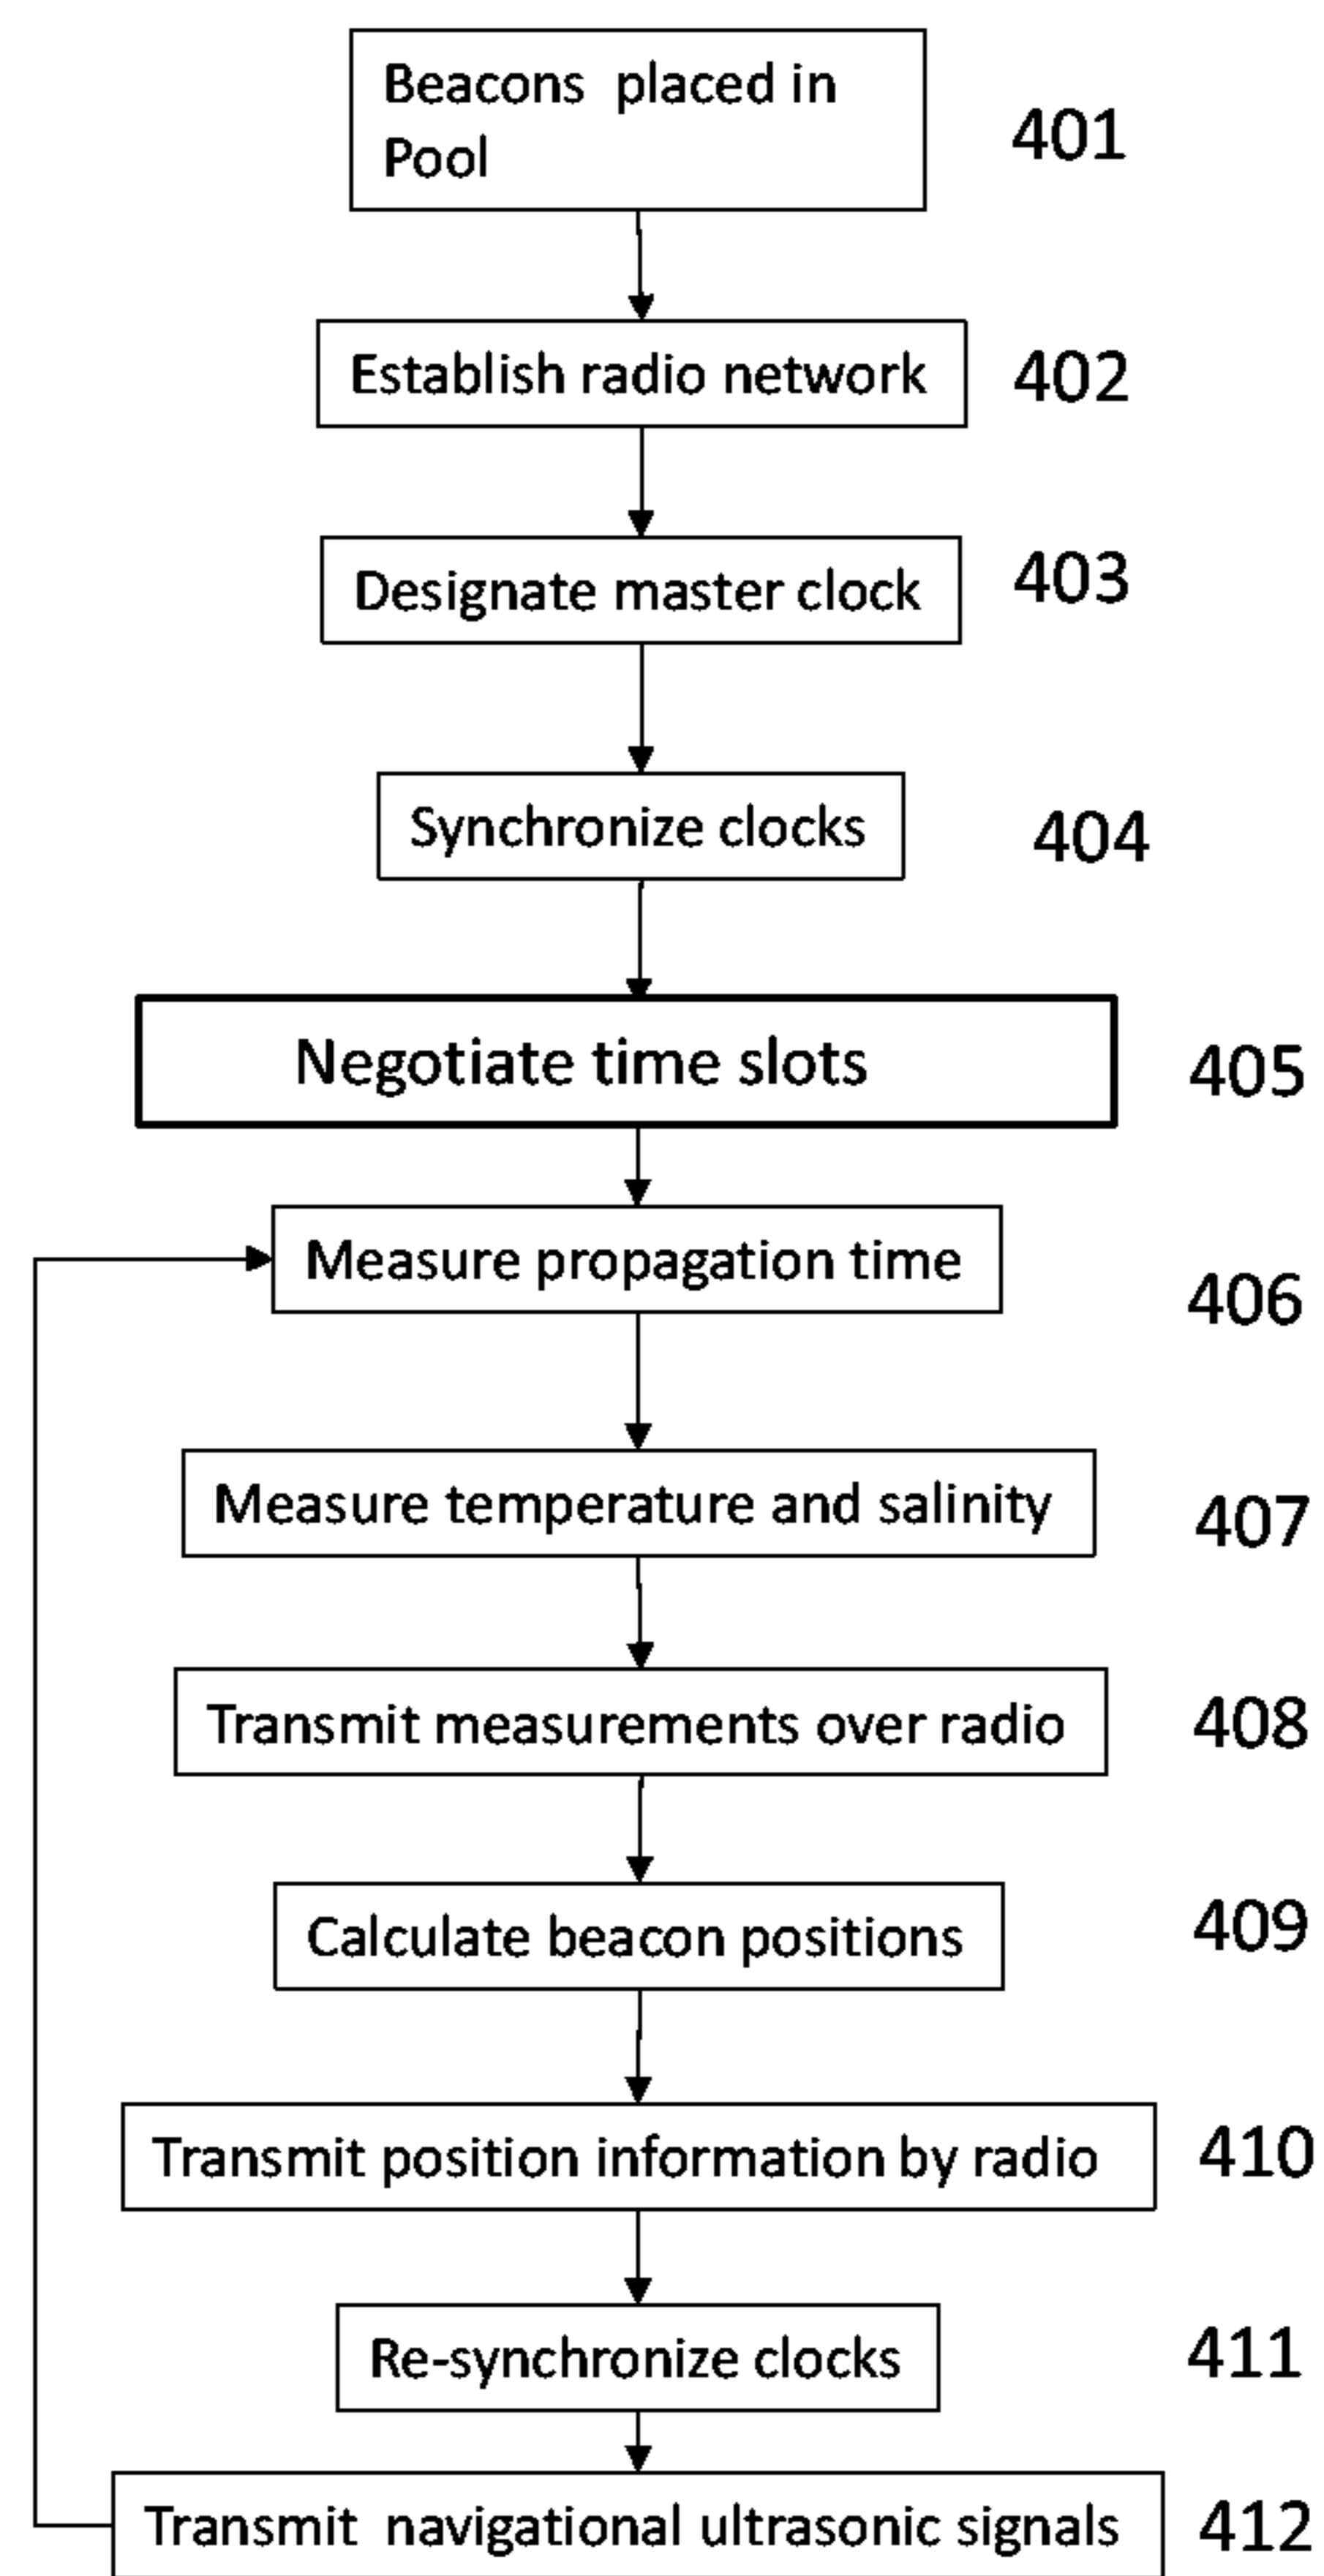 Beacons placed in
Pool
401
Establish radio network
402
Designate master clock
403
Synchronize clocks
404
Negotiate time slots
405
Measure propagation time
406
Measure temperature and salinity
407
Transmit measurements over radio
408
Calculate beacon positions
409
Transmit position information by radio
410
Re-synchronize clocks
411
Transmit navigational ultrasonic signals
412